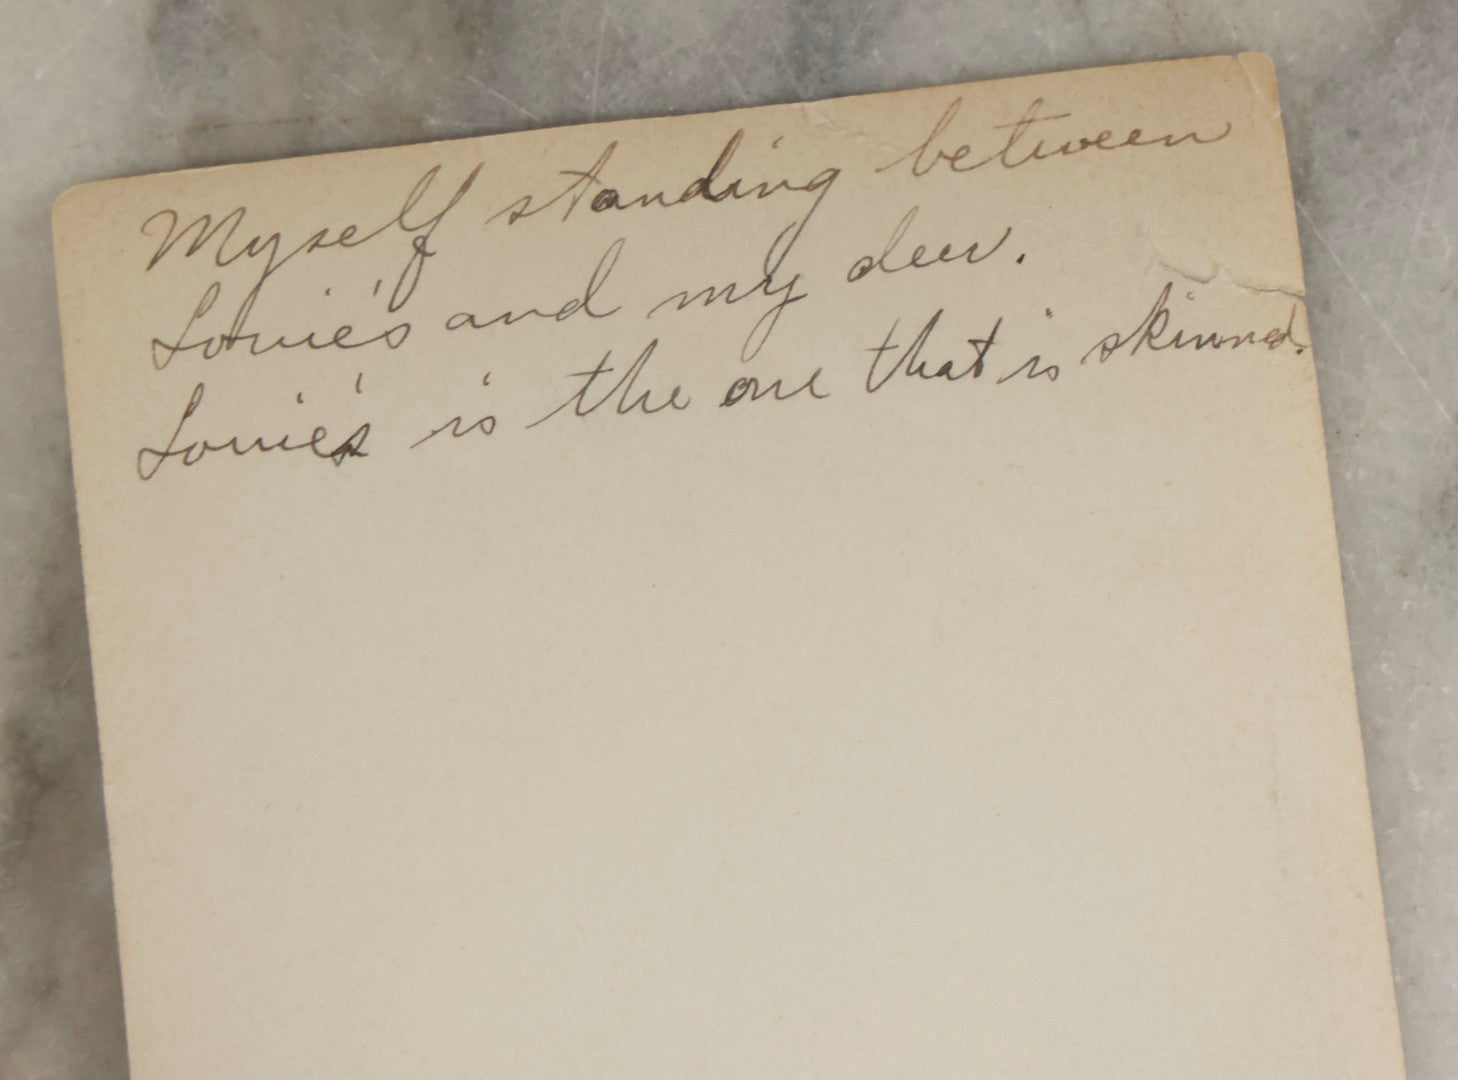 Myself standing between
Louie's and my deer.
Louie's is the one that is skinned.